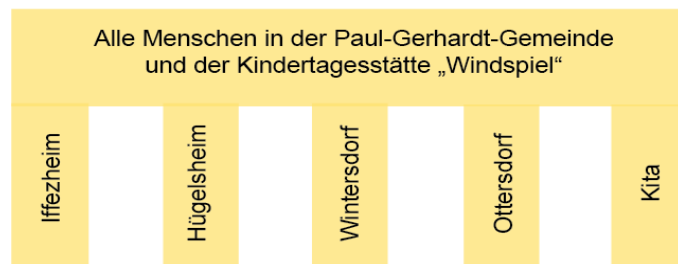 Alle Menschen in der Paul-Gerhardt-Gemeinde
und der Kindertagesstätte „Windspiel“
Iffezheim
Hügelsheim
Wintersdorf
Ottersdorf
Kita